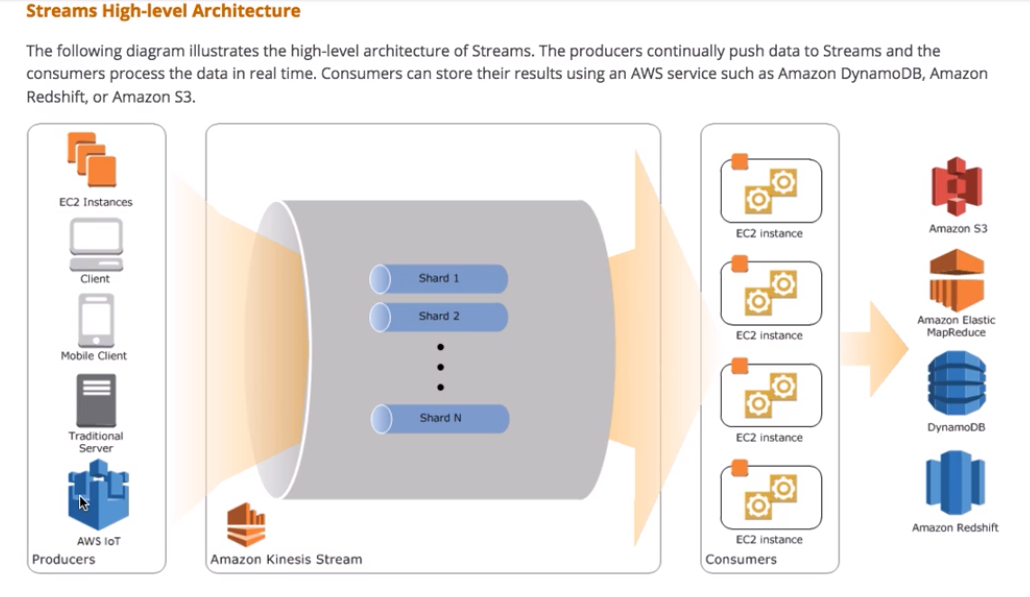 Streams High-level Architecture
The following diagram illustrates the high-level architecture of Streams. The producers continually push data to Streams and the
consumers process the data in real time. Consumers can store their results using an AWS service such as Amazon DynamoDB, Amazon
Redshift, or Amazon S3.
EC2 Instances
Client
Mobile Client
Traditional
Server
AWS IoT
Producers
Shard 1
Shard 2
Shard N
Amazon Kinesis Stream
EC2 instance
EC2 instance
EC2 instance
EC2 instance
Consumers
Amazon S3
Amazon Elastic
MapReduce
DynamoDB
Amazon Redshift